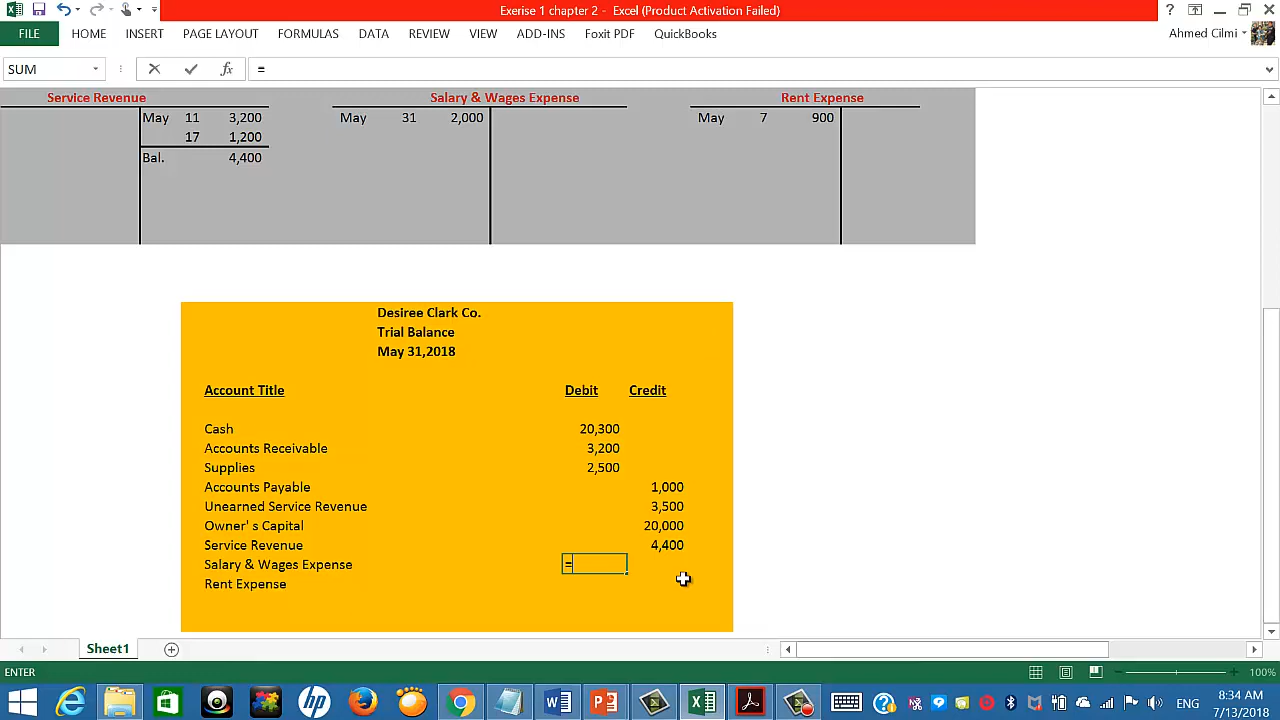 Exerise 1 chapter 2 - Excel (Product Activation Failed)
?
FILE HOME INSERT PAGE LAYOUT FORMULAS DATA REVIEW VIEW ADD-INS Foxit PDF QuickBooks Ahmed Cilmi
SUM fx =
Service Revenue Salary & Wages Expense Rent Expense
May 11 3,200 May 31 2,000 May 7 900
17 1,200
Bal. 4,400
Desiree Clark Co.
Trial Balance
May 31,2018
Account Title Debit Credit
Cash 20,300
Accounts Receivable 3,200
Supplies 2,500
Accounts Payable 1,000
Unearned Service Revenue 3,500
Owner' s Capital 20,000
Service Revenue 4,400
Salary & Wages Expense =
Rent Expense
Sheet1
ENTER 100%
ENG 8:34 AM
7/13/2018